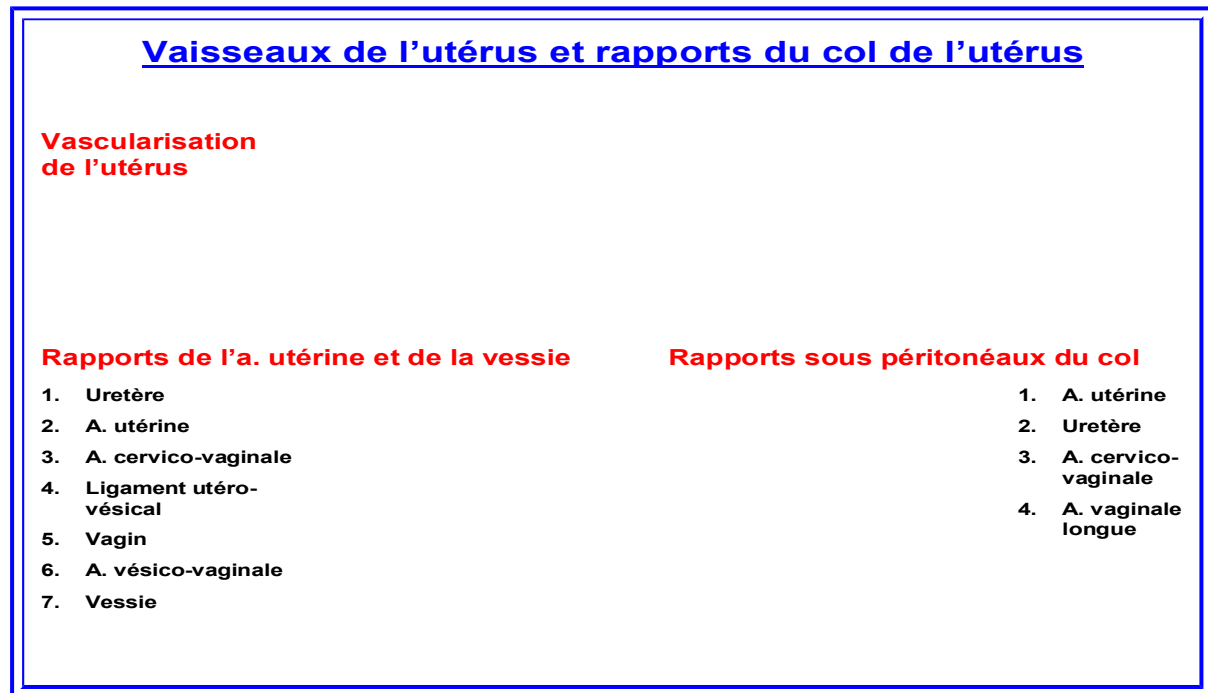 Vaisseaux de l’utérus et rapports du col de l’utérus
Vascularisation
de l’utérus
Rapports de l’a. utérine et de la vessie
1. Uretère
2. A. utérine
3. A. cervico-vaginale
4. Ligament utéro-
vésical
5. Vagin
6. A. vésico-vaginale
7. Vessie
Rapports sous péritonéaux du col
1. A. utérine
2. Uretère
3. A. cervico-
vaginale
4. A. vaginale
longue